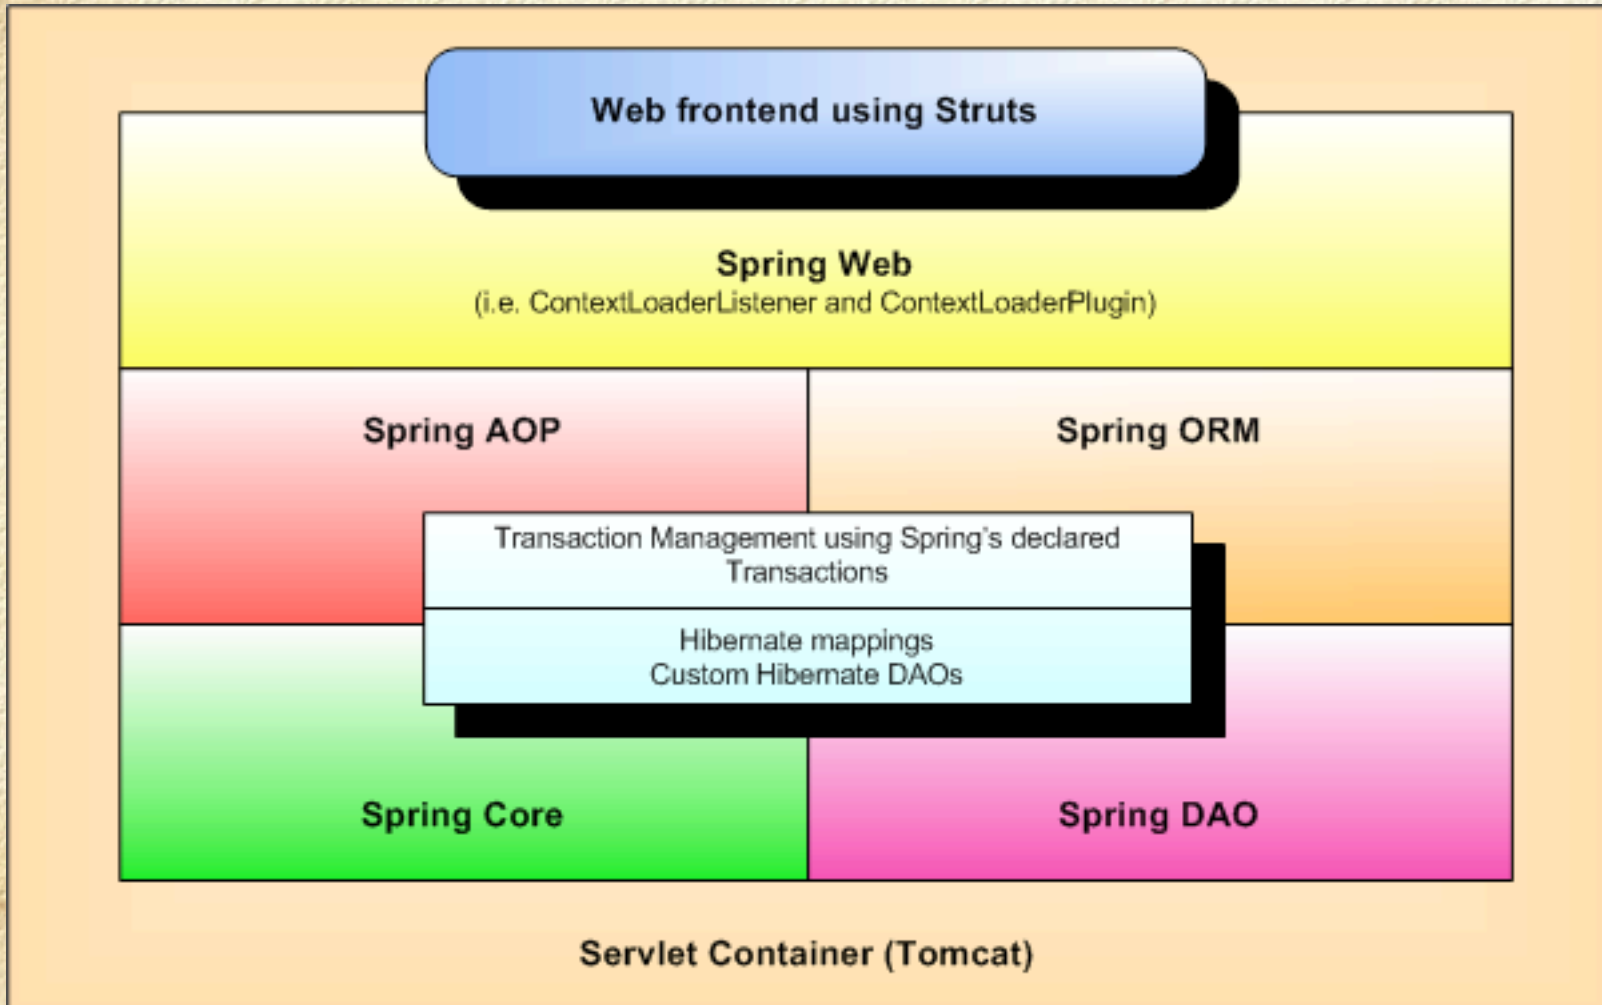 Web frontend using Struts
Spring Web
(i.e. ContextLoaderListener and ContextLoaderPlugin)
Spring AOP
Spring ORM
Transaction Management using Spring's declared
Transactions
Hibernate mappings
Custom Hibernate DAOs
Spring Core
Spring DAO
Servlet Container (Tomcat)